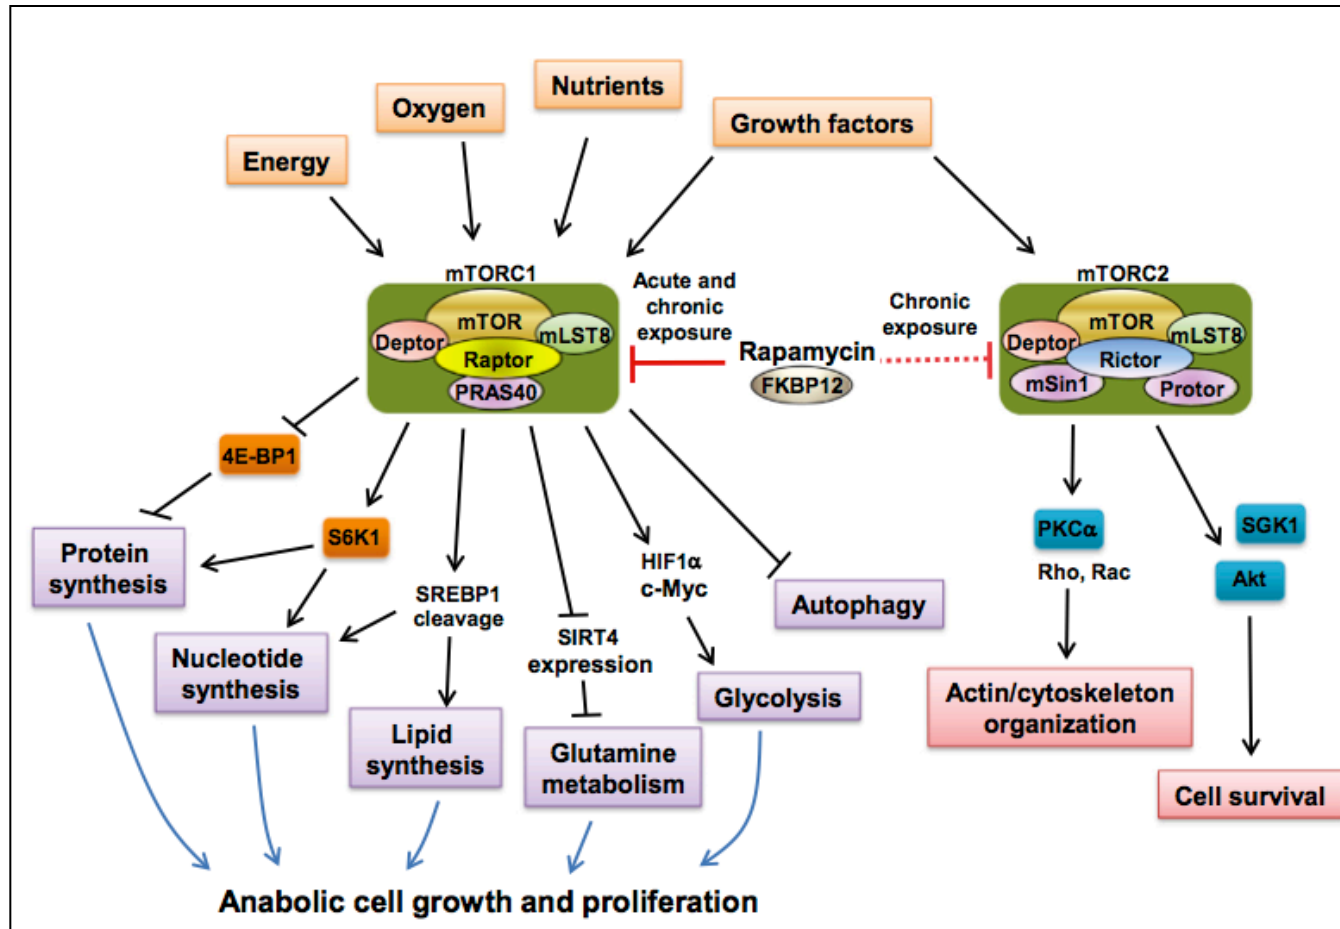 Nutrients
Oxygen
Growth factors
Energy
mTORC1
mTOR
Deptor
mLST8
Raptor
PRAS40
Acute and
chronic
exposure
Rapamycin
FKBP12
Chronic
exposure
mTORC2
mTOR
Deptor
mLST8
Rictor
mSin1
Protor
4E-BP1
S6K1
Protein
synthesis
Nucleotide
synthesis
SREBP1
cleavage
Lipid
synthesis
SIRT4
expression
Glutamine
metabolism
HIF1α
c-Myc
Glycolysis
Autophagy
PKCα
Rho, Rac
Actin/cytoskeleton
organization
SGK1
Akt
Cell survival
Anabolic cell growth and proliferation